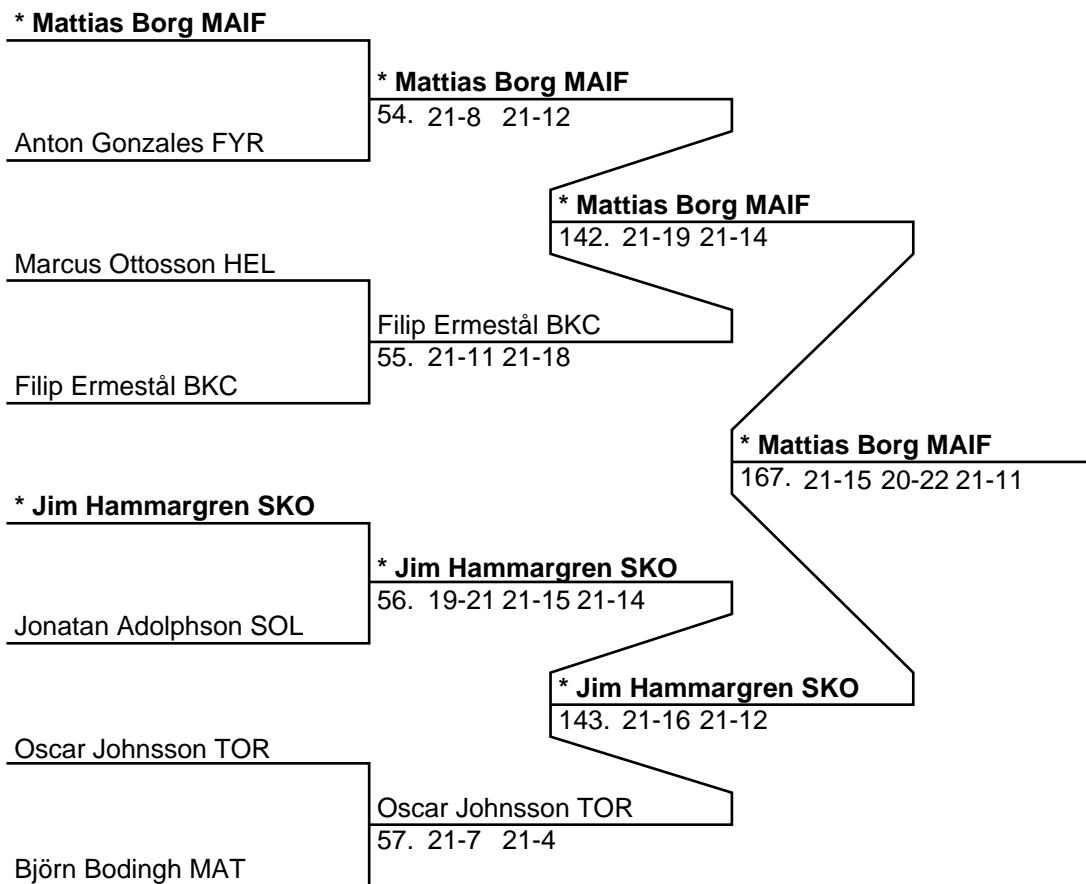 * Mattias Borg MAIF
* Mattias Borg MAIF
54. 21-8 21-12
Anton Gonzales FYR
* Mattias Borg MAIF
142. 21-19 21-14
Marcus Ottosson HEL
Filip Ermestål BKC
55. 21-11 21-18
Filip Ermestål BKC
* Mattias Borg MAIF
167. 21-15 20-22 21-11
* Jim Hammargren SKO
* Jim Hammargren SKO
56. 19-21 21-15 21-14
Jonatan Adolphson SOL
* Jim Hammargren SKO
143. 21-16 21-12
Oscar Johnsson TOR
Oscar Johnsson TOR
57. 21-7 21-4
Björn Bodingh MAT